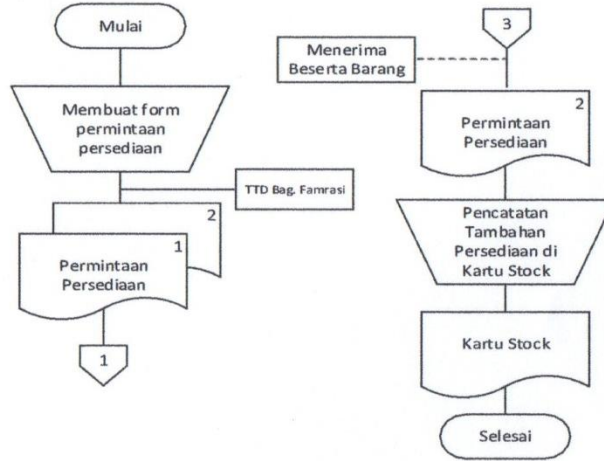 Mulai
Membuat form
permintaan
persediaan
TTD Bag. Famrasi
2
1
Permintaan
Persediaan
1
3
Menerima
Beserta Barang
2
Permintaan
Persediaan
Pencatatan
Tambahan
Persediaan di
Kartu Stock
Kartu Stock
Selesai